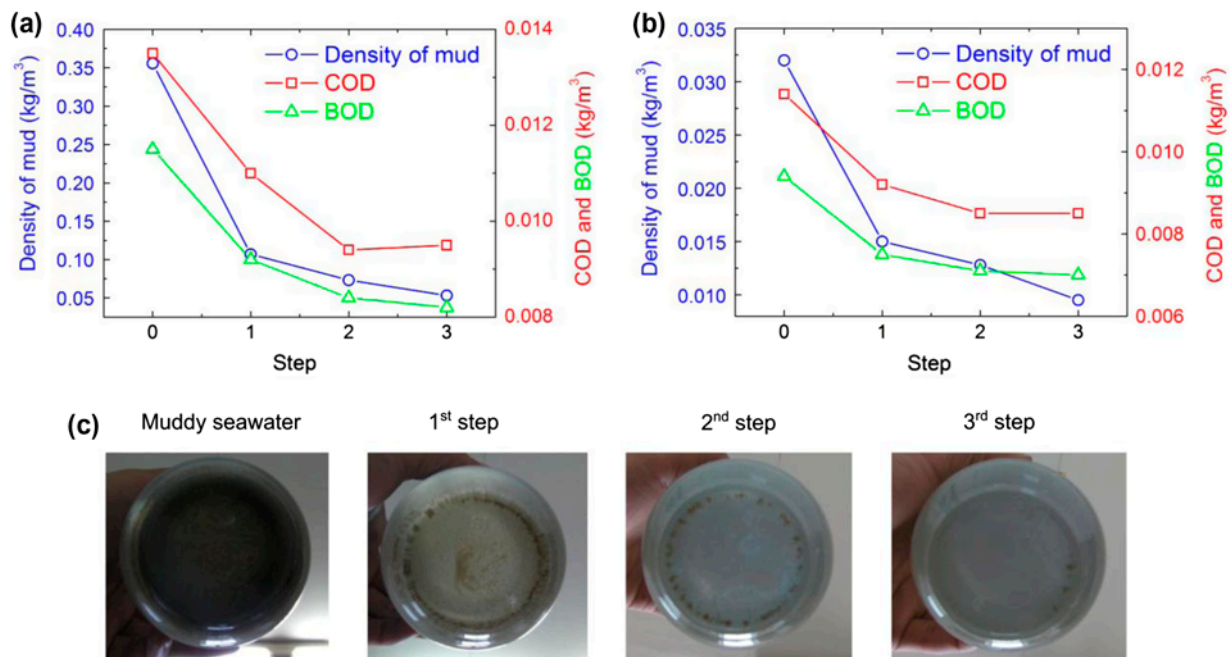 (a)
Density of mud (kg/m³)
0.40
0.35
0.30
0.25
0.20
0.15
0.10
0.05
Density of mud
COD
BOD
0.014
0.012
0.010
0.008
COD and BOD (kg/m³)
0 1 2 3
Step
(b)
Density of mud (kg/m³)
0.035
0.030
0.025
0.020
0.015
0.010
Density of mud
COD
BOD
0.012
0.010
0.008
0.006
COD and BOD (kg/m³)
0 1 2 3
Step
(c)
Muddy seawater
1st step
2nd step
3rd step